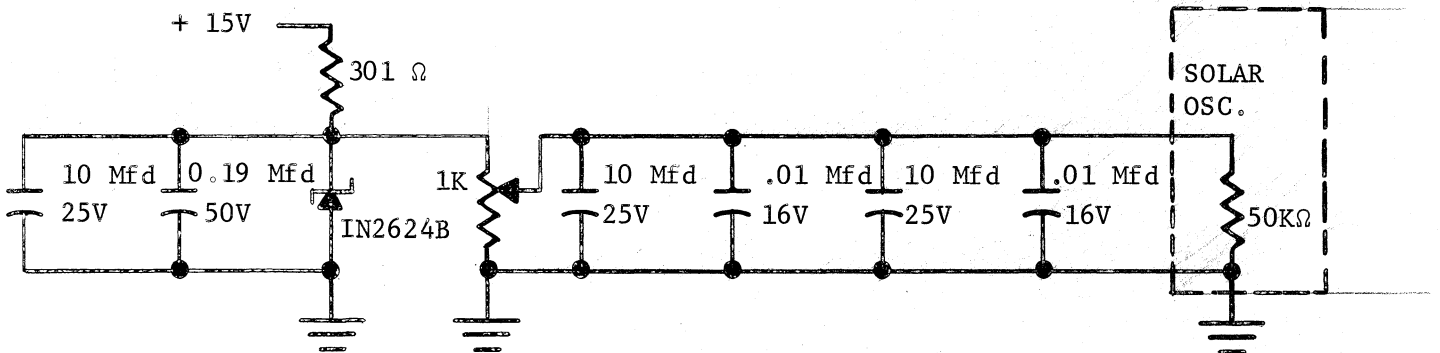 + 15V
301 Ω
SOLAR
OSC.
10 Mfd
25V
0.19 Mfd
50V
IN2624B
1K
10 Mfd
25V
.01 Mfd
16V
10 Mfd
25V
.01 Mfd
16V
50KΩ